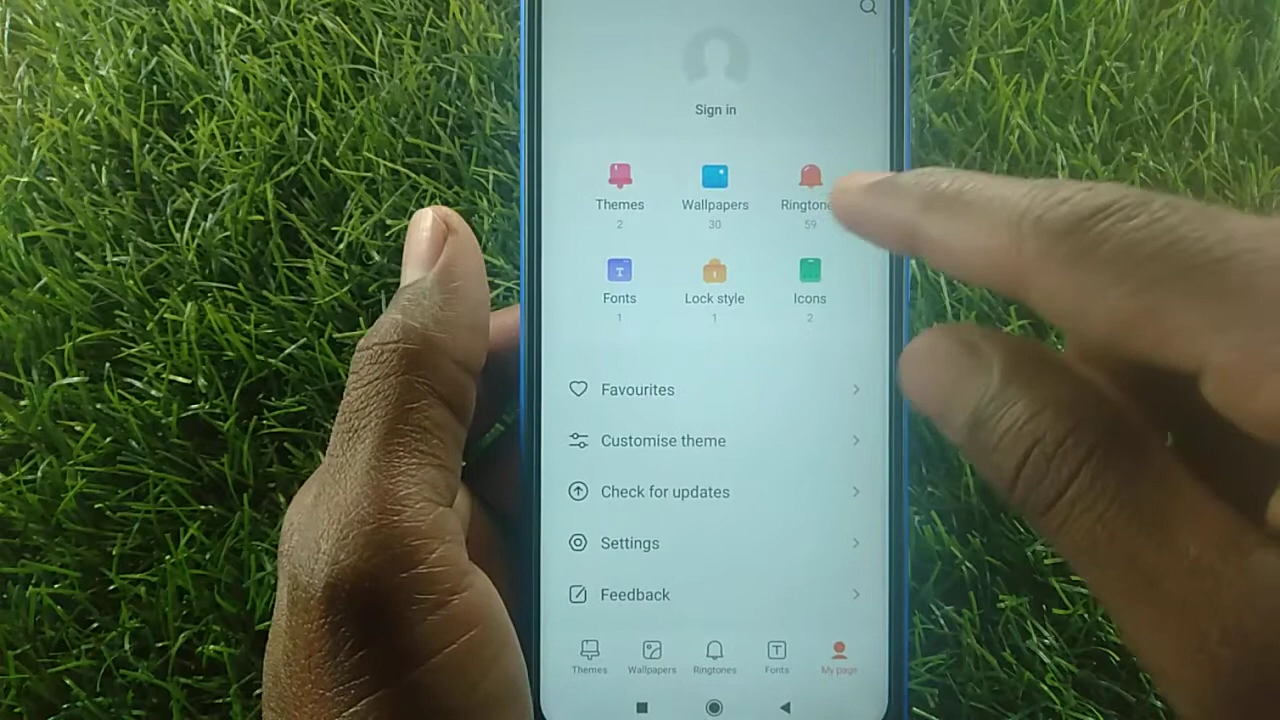 Sign in
Themes Wallpapers Ringtone
2 30 59
Fonts Lock style Icons
1 1 2
Favourites
Customise theme
Check for updates
Settings
Feedback
Themes Wallpapers Ringtones Fonts My page